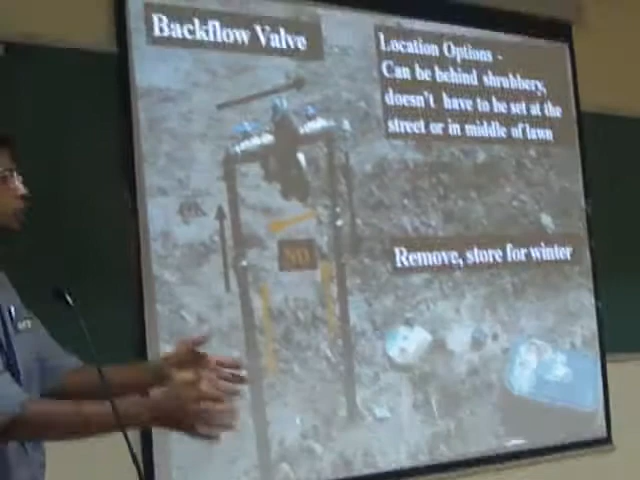 Backflow Valve
Location Options -
Can be behind shrubbery,
doesn't have to be set at the
street or in middle of lawn
NO
Remove, store for winter